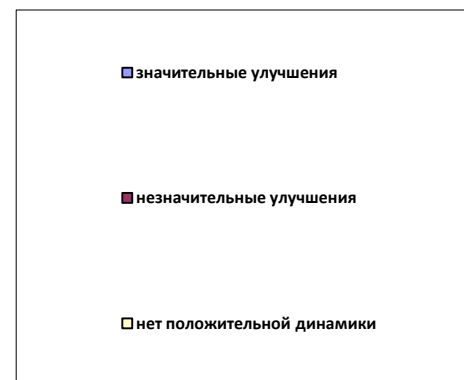 значительные улучшения
незначительные улучшения
нет положительной динамики